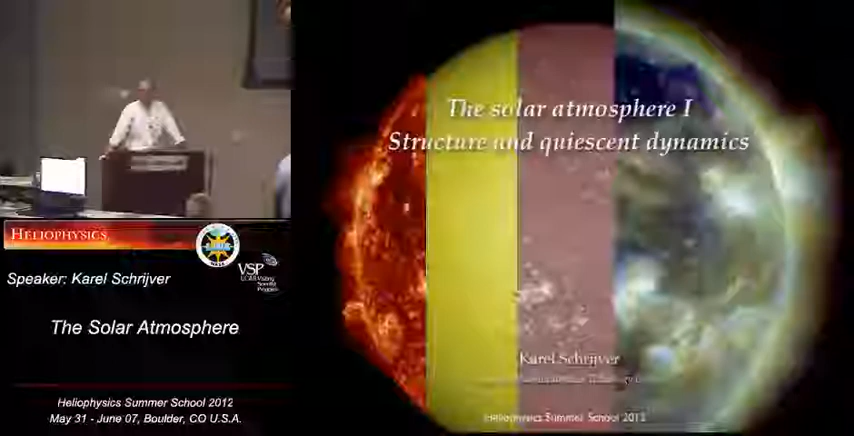 HELIOPHYSICS
VSP
Speaker: Karel Schrijver
The Solar Atmosphere
Heliophysics Summer School 2012
May 31 - June 07, Boulder, CO U.S.A.
The solar atmosphere I
Structure and quiescent dynamics
Karel Schrijver
Heliophysics Summer School 2012